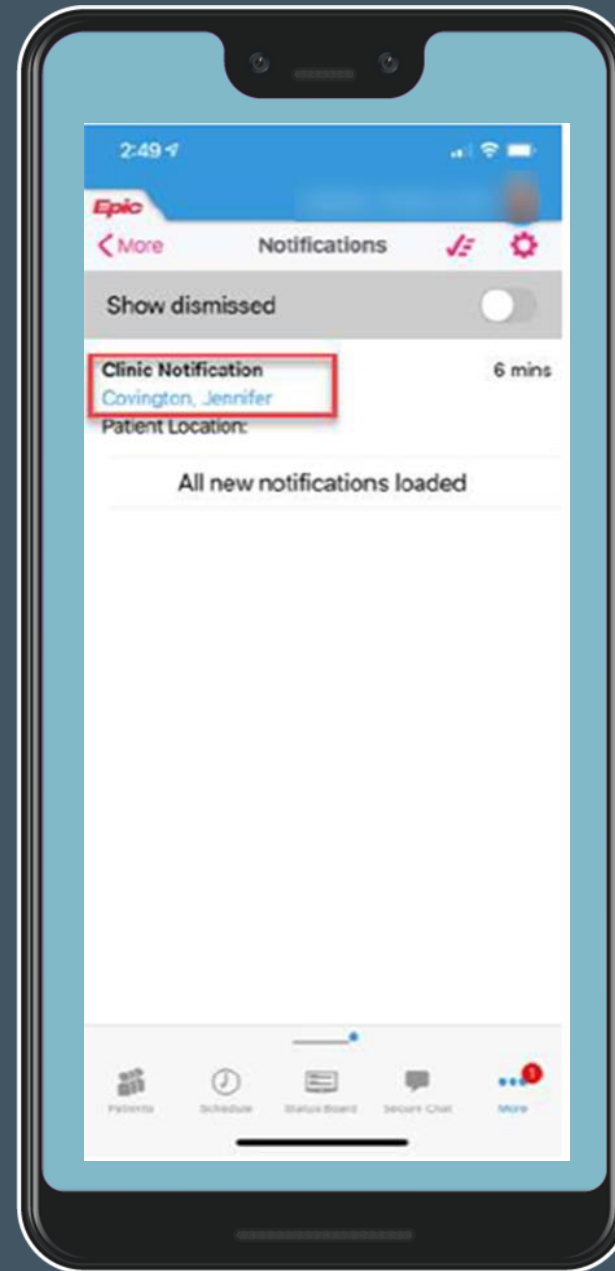 2:49
Epic
More Notifications
Show dismissed
Clinic Notification 6 mins
Covington, Jennifer
Patient Location:
All new notifications loaded
1
Patients Schedule Status Board Secure Chat More